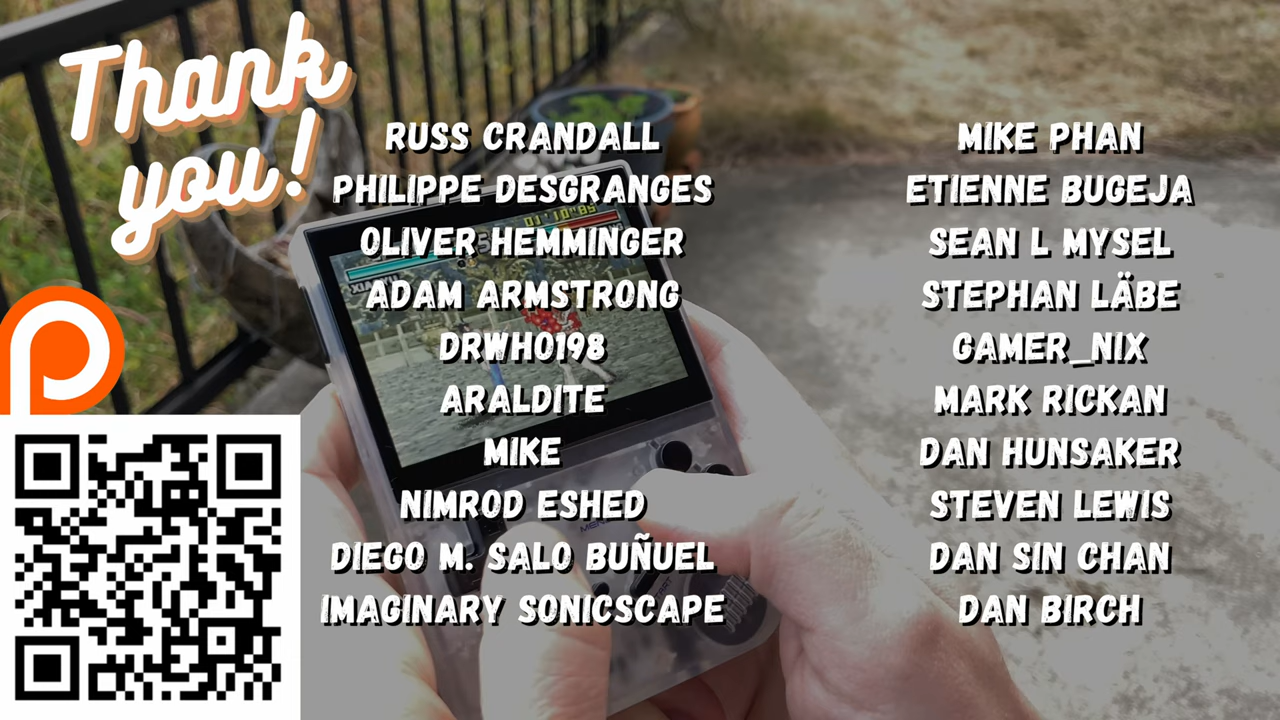 Thank
you!
RUSS CRANDALL
PHILIPPE DESGRANGES
OLIVER HEMMINGER
ADAM ARMSTRONG
DRWHO198
ARALDITE
MIKE
NIMROD ESHED
DIEGO M. SALO BUÑUEL
IMAGINARY SONICSCAPE
MIKE PHAN
ETIENNE BUGEJA
SEAN L MYSEL
STEPHAN LÄBE
GAMER_NIX
MARK RICKAN
DAN HUNSAKER
STEVEN LEWIS
DAN SIN CHAN
DAN BIRCH